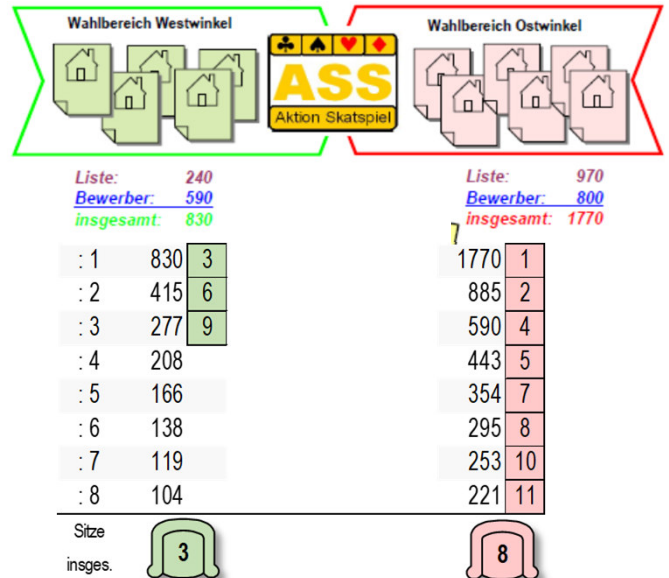 Wahlbereich Westwinkel
Wahlbereich Ostwinkel
ASS
Aktion Skatspiel
Liste: 240
Bewerber: 590
insgesamt: 830
Liste: 970
Bewerber: 800
insgesamt: 1770
: 1 830 3 1770 1
: 2 415 6 885 2
: 3 277 9 590 4
: 4 208 443 5
: 5 166 354 7
: 6 138 295 8
: 7 119 253 10
: 8 104 221 11
Sitze
insges. 3 8